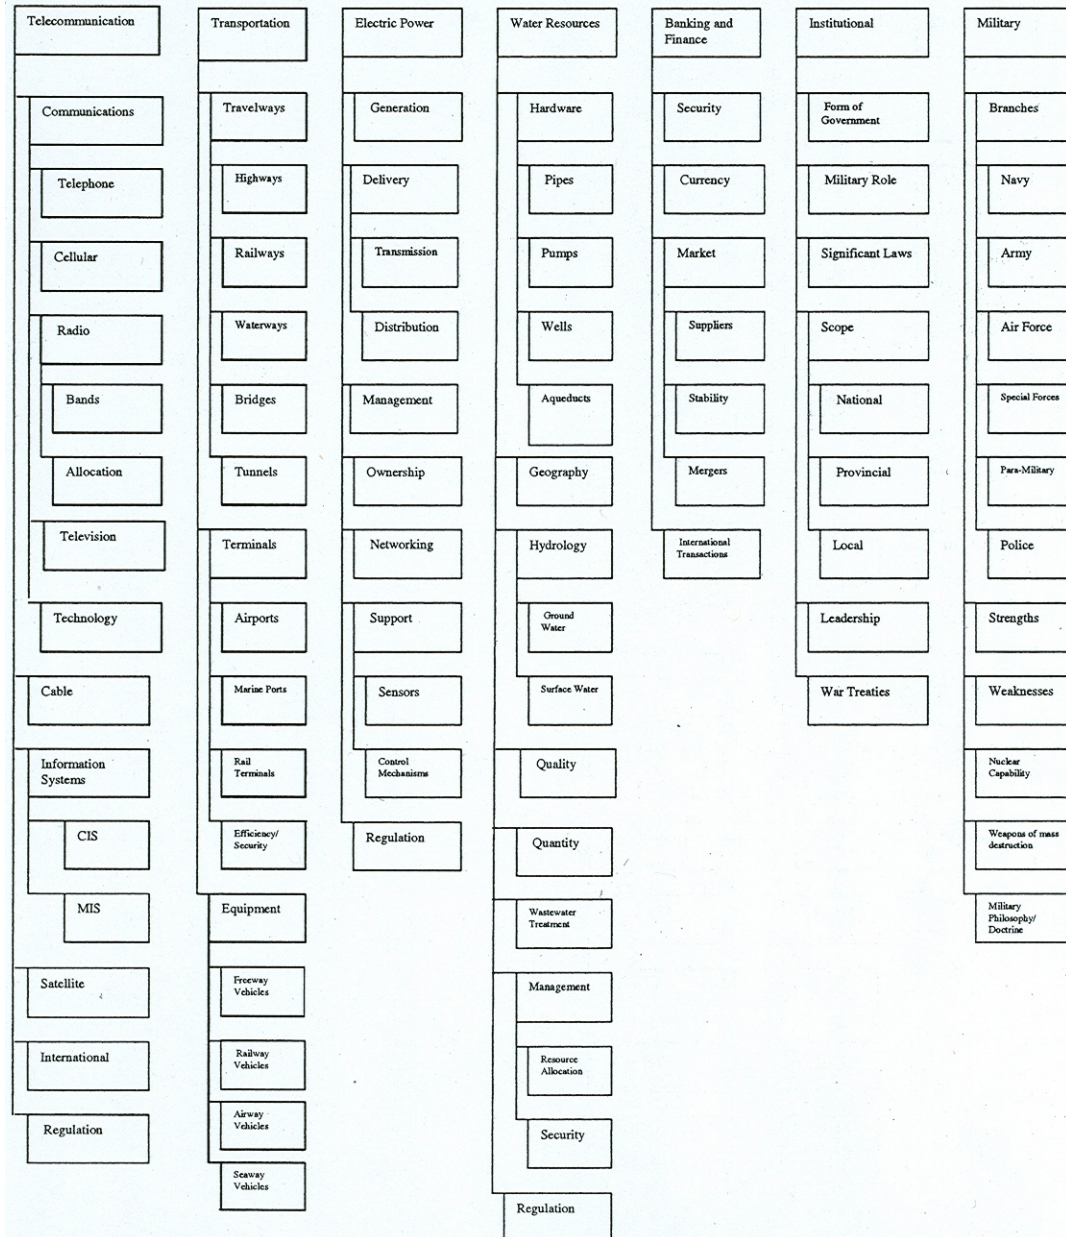 Telecommunication
Communications
Telephone
Cellular
Radio
Bands
Allocation
Television
Technology
Cable
Information
Systems
CIS
MIS
Satellite
International
Regulation
Transportation
Travelways
Highways
Railways
Waterways
Bridges
Tunnels
Terminals
Airports
Marine Ports
Rail
Terminals
Efficiency/
Security
Equipment
Freeway
Vehicles
Railway
Vehicles
Airway
Vehicles
Seaway
Vehicles
Electric Power
Generation
Delivery
Transmission
Distribution
Management
Ownership
Networking
Support
Sensors
Control
Mechanisms
Regulation
Water Resources
Hardware
Pipes
Pumps
Wells
Aqueducts
Geography
Hydrology
Ground
Water
Surface Water
Quality
Quantity
Wastewater
Treatment
Management
Resource
Allocation
Security
Regulation
Banking and
Finance
Security
Currency
Market
Suppliers
Stability
Mergers
International
Transactions
Institutional
Form of
Government
Military Role
Significant Laws
Scope
National
Provincial
Local
Leadership
War Treaties
Military
Branches
Navy
Army
Air Force
Special Forces
Para-Military
Police
Strengths
Weaknesses
Nuclear
Capability
Weapons of mass
destruction
Military
Philosophy/
Doctrine